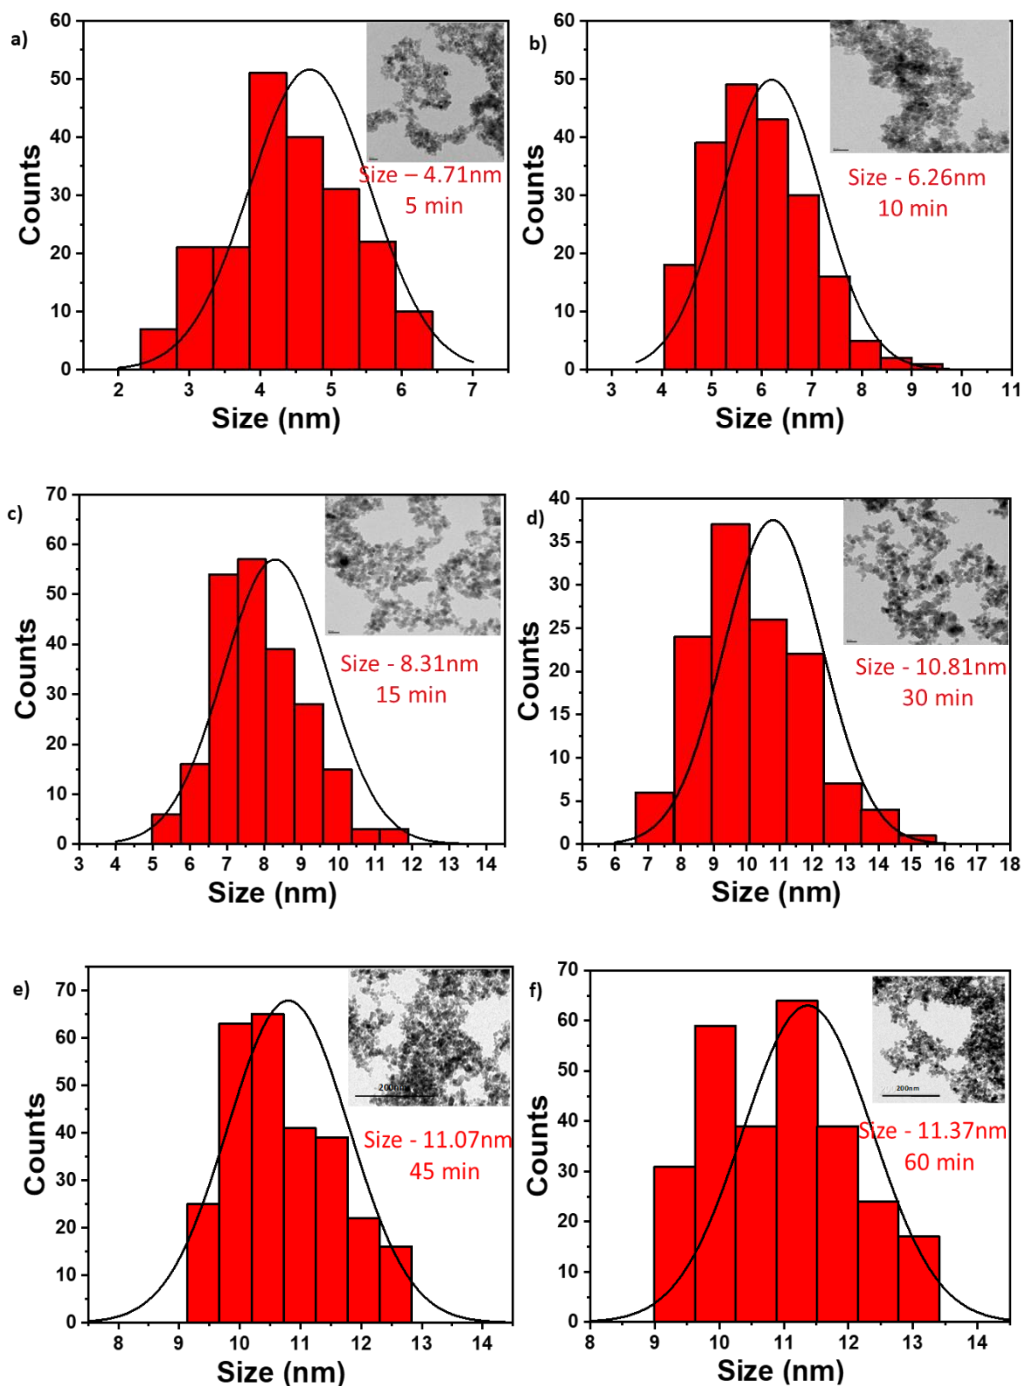 a)
60
50
40
30
20
10
0
Counts
2 3 4 5 6 7
Size (nm)
Size – 4.71nm
5 min
b)
60
50
40
30
20
10
0
Counts
3 4 5 6 7 8 9 10 11
Size (nm)
Size - 6.26nm
10 min
c)
70
60
50
40
30
20
10
0
Counts
3 4 5 6 7 8 9 10 11 12 13 14
Size (nm)
Size - 8.31nm
15 min
d)
40
35
30
25
20
15
10
5
0
Counts
5 6 7 8 9 10 11 12 13 14 15 16 17 18
Size (nm)
Size - 10.81nm
30 min
e)
70
60
50
40
30
20
10
0
Counts
8 9 10 11 12 13 14
Size (nm)
200nm
Size - 11.07nm
45 min
f)
70
60
50
40
30
20
10
0
Counts
8 9 10 11 12 13 14
Size (nm)
200nm
Size - 11.37nm
60 min